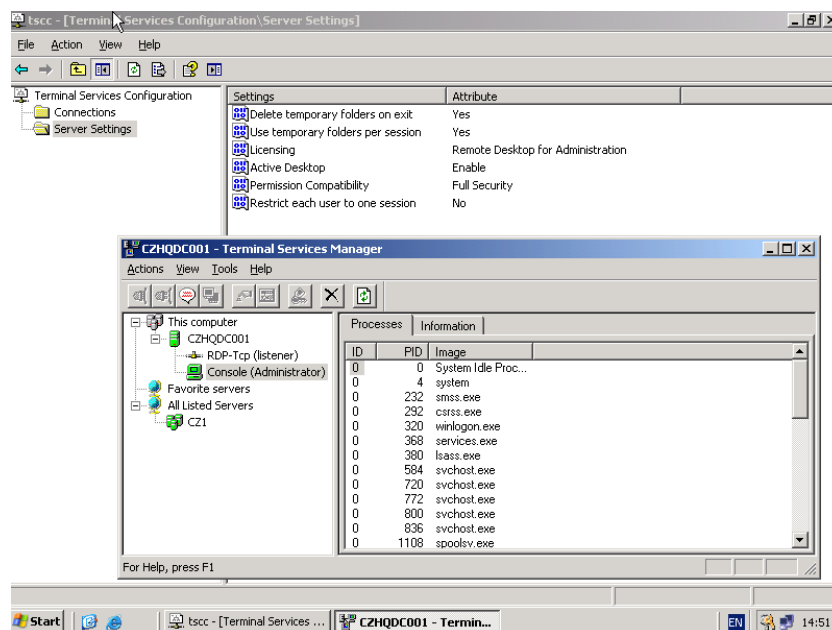 tscc - [Terminal Services Configuration\Server Settings]
File Action View Help
Terminal Services Configuration
Connections
Server Settings
Settings Attribute
Delete temporary folders on exit Yes
Use temporary folders per session Yes
Licensing Remote Desktop for Administration
Active Desktop Enable
Permission Compatibility Full Security
Restrict each user to one session No
CZHQDC001 - Terminal Services Manager
Actions View Tools Help
This computer
CZHQDC001
RDP-Tcp (listener)
Console (Administrator)
Favorite servers
All Listed Servers
CZ1
Processes Information
ID PID Image
0 0 System Idle Proc...
0 4 system
0 232 smss.exe
0 292 csrss.exe
0 320 winlogon.exe
0 368 services.exe
0 380 lsass.exe
0 584 svchost.exe
0 720 svchost.exe
0 772 svchost.exe
0 800 svchost.exe
0 836 svchost.exe
0 1108 spoolsv.exe
For Help, press F1
Start tscc - [Terminal Services ... CZHQDC001 - Termin... EN 14:51